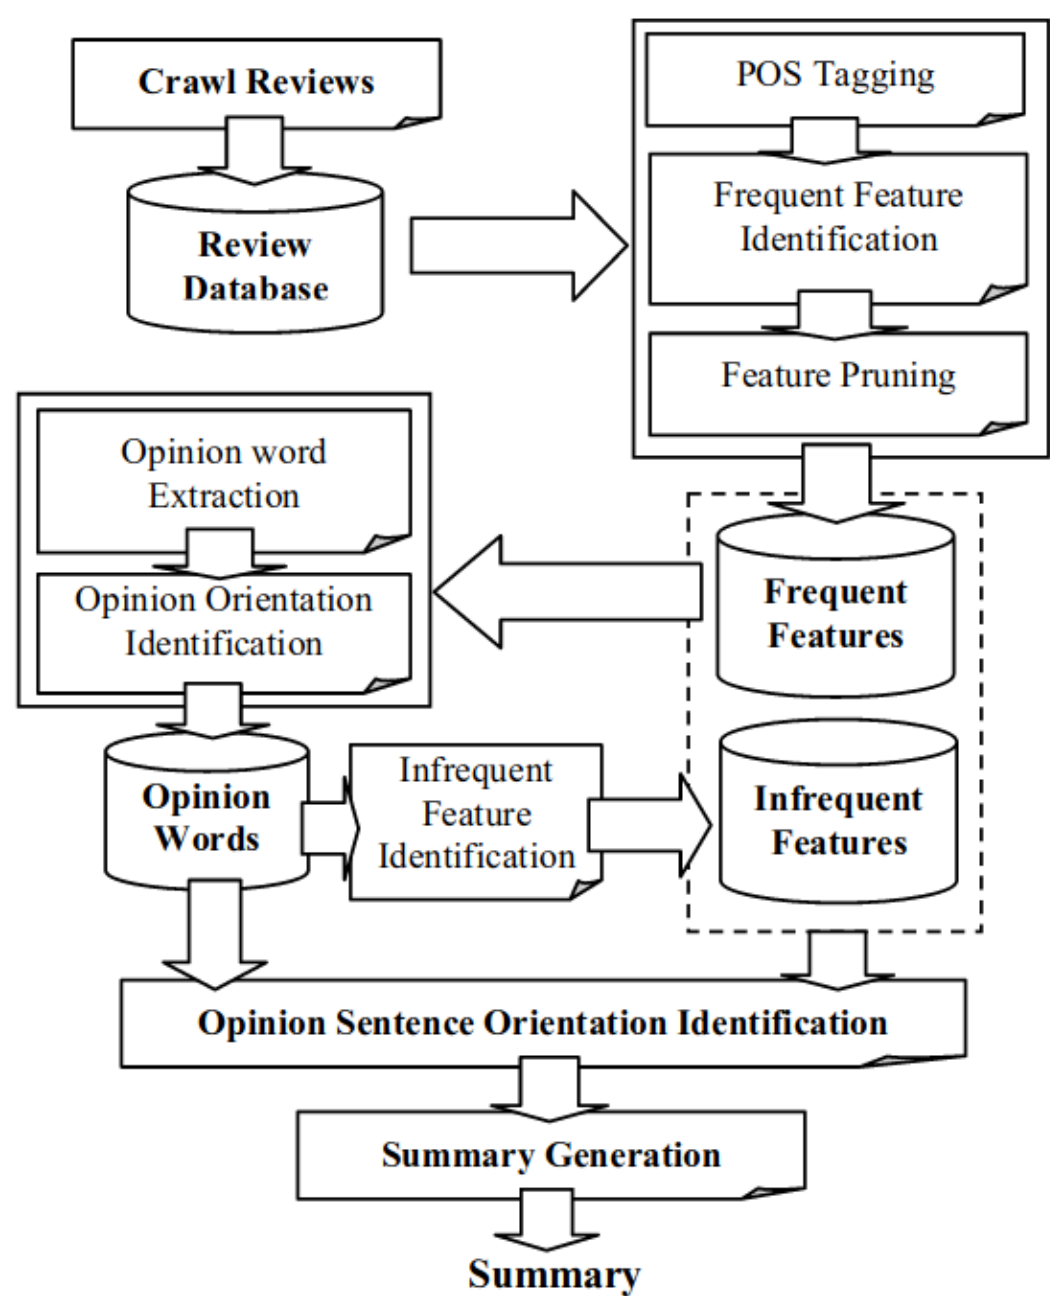 Crawl Reviews
Review
Database
POS Tagging
Frequent Feature
Identification
Feature Pruning
Opinion word
Extraction
Opinion Orientation
Identification
Frequent
Features
Opinion
Words
Infrequent
Feature
Identification
Infrequent
Features
Opinion Sentence Orientation Identification
Summary Generation
Summary